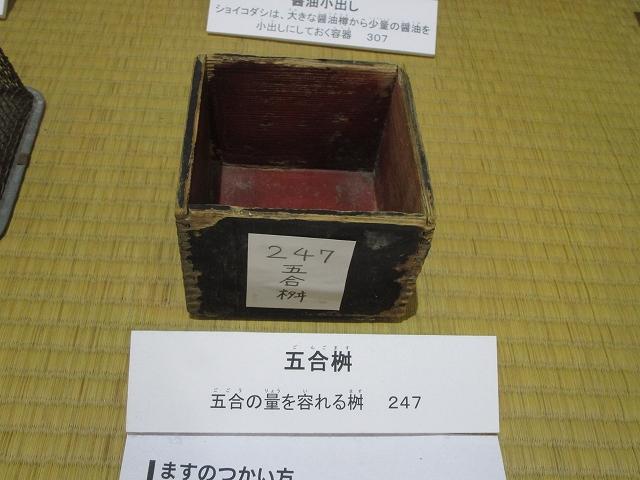 醤油小出し
ショイコダシは、大きな醤油樽から少量の醤油を
小出しにしておく容器 307
247
五
合
桝
五合桝
五合の量を容れる桝 247
ますのつかい方